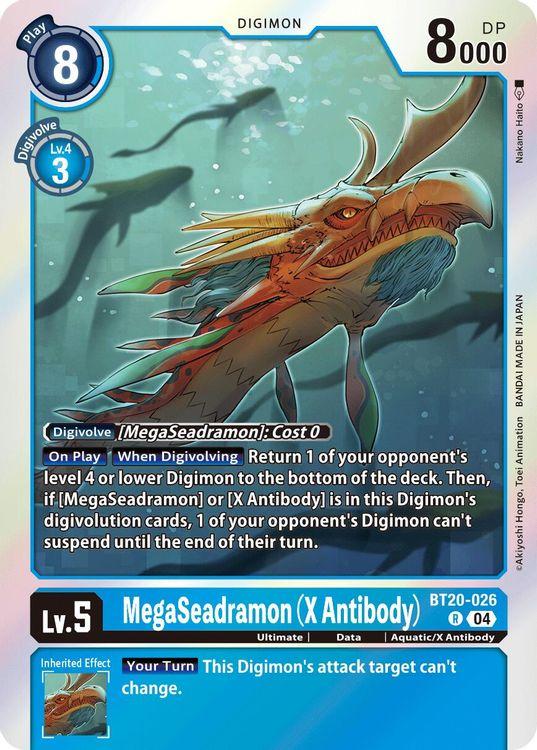 DIGIMON
Play
8
DP
8000
Digivolve
Lv.4
3
Nakano Haito
BANDAI MADE IN JAPAN
©Akiyoshi Hongo, Toei Animation
Digivolve [MegaSeadramon]: Cost 0
On Play When Digivolving Return 1 of your opponent's
level 4 or lower Digimon to the bottom of the deck. Then,
if [MegaSeadramon] or [X Antibody] is in this Digimon's
digivolution cards, 1 of your opponent's Digimon can't
suspend until the end of their turn.
Lv.5
MegaSeadramon (X Antibody)
BT20-026
R 04
Ultimate | Data | Aquatic/X Antibody
Inherited Effect
Your Turn This Digimon's attack target can't
change.